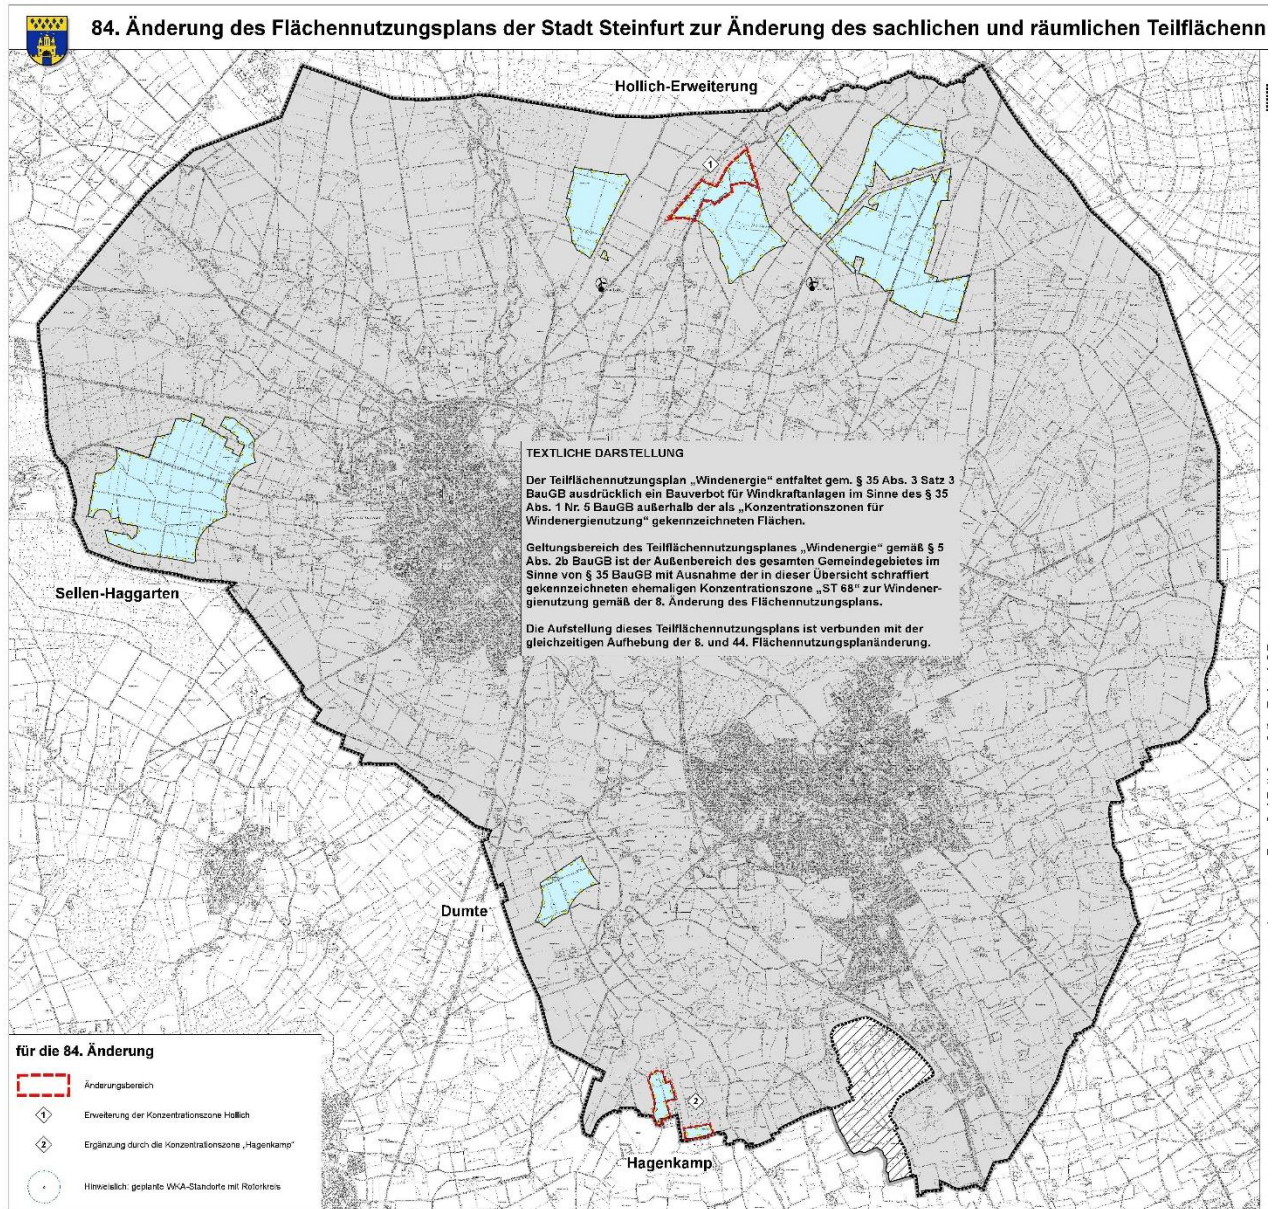 84. Änderung des Flächennutzungsplans der Stadt Steinfurt zur Änderung des sachlichen und räumlichen Teilflächenn
Hollich-Erweiterung
1
TEXTLICHE DARSTELLUNG
Der Teilflächennutzungsplan „Windenergie“ entfaltet gem. § 35 Abs. 3 Satz 3
BauGB ausdrücklich ein Bauverbot für Windkraftanlagen im Sinne des § 35
Abs. 1 Nr. 5 BauGB außerhalb der als „Konzentrationszonen für
Windenergienutzung“ gekennzeichneten Flächen.
Geltungsbereich des Teilflächennutzungsplanes „Windenergie“ gemäß § 5
Abs. 2b BauGB ist der Außenbereich des gesamten Gemeindegebietes im
Sinne von § 35 BauGB mit Ausnahme der in dieser Übersicht schraffiert
gekennzeichneten ehemaligen Konzentrationszone „ST 68“ zur Windener-
gienutzung gemäß der 8. Änderung des Flächennutzungsplans.
Die Aufstellung dieses Teilflächennutzungsplans ist verbunden mit der
gleichzeitigen Aufhebung der 8. und 44. Flächennutzungsplanänderung.
Sellen-Haggarten
Dumte
2
Hagenkamp
für die 84. Änderung
Änderungsbereich
1 Erweiterung der Konzentrationszone Hollich
2 Ergänzung durch die Konzentrationszone „Hagenkamp“
Hinweislich: geplante WKA-Standorte mit Rotorkreis